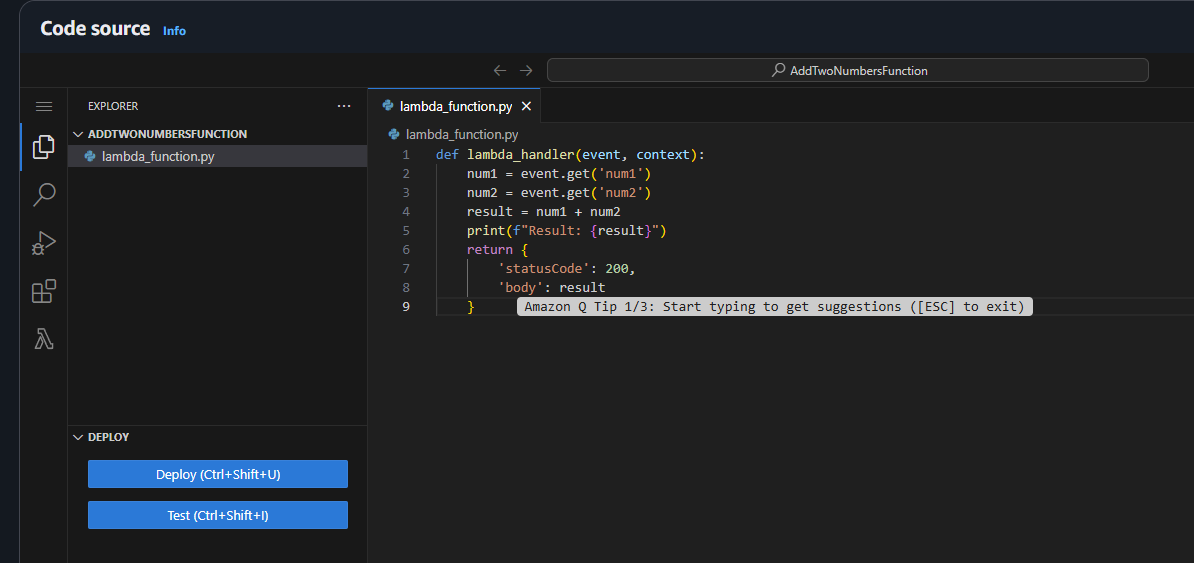 Code source Info
AddTwoNumbersFunction
EXPLORER ...
lambda_function.py
ADDTWONUMBERSFUNCTION
lambda_function.py
lambda_function.py
1 def lambda_handler(event, context):
2 num1 = event.get('num1')
3 num2 = event.get('num2')
4 result = num1 + num2
5 print(f"Result: {result}")
6 return {
7 'statusCode': 200,
8 'body': result
9 } Amazon Q Tip 1/3: Start typing to get suggestions ([ESC] to exit)
DEPLOY
Deploy (Ctrl+Shift+U)
Test (Ctrl+Shift+I)